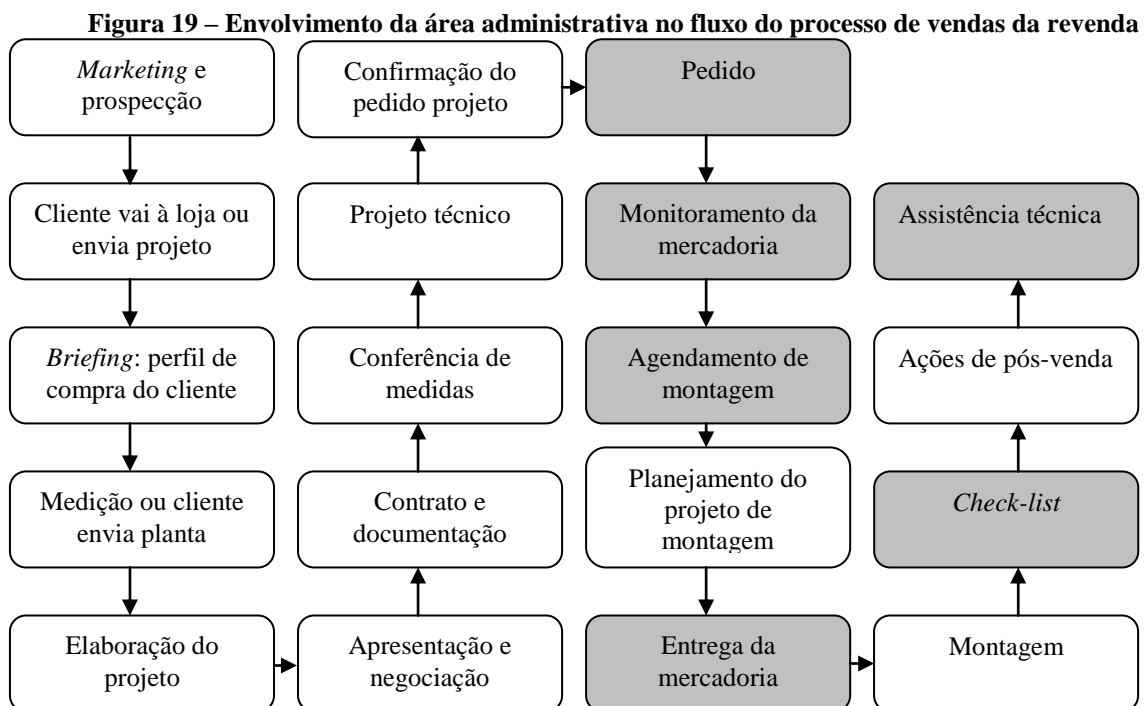 Figura 19 – Envolvimento da área administrativa no fluxo do processo de vendas da revenda
Marketing e
prospecção
Cliente vai à loja ou
envia projeto
Briefing: perfil de
compra do cliente
Medição ou cliente
envia planta
Elaboração do
projeto
Apresentação e
negociação
Contrato e
documentação
Conferência de
medidas
Projeto técnico
Confirmação do
pedido projeto
Pedido
Monitoramento da
mercadoria
Agendamento de
montagem
Planejamento do
projeto de
montagem
Entrega da
mercadoria
Montagem
Check-list
Ações de pós-venda
Assistência técnica